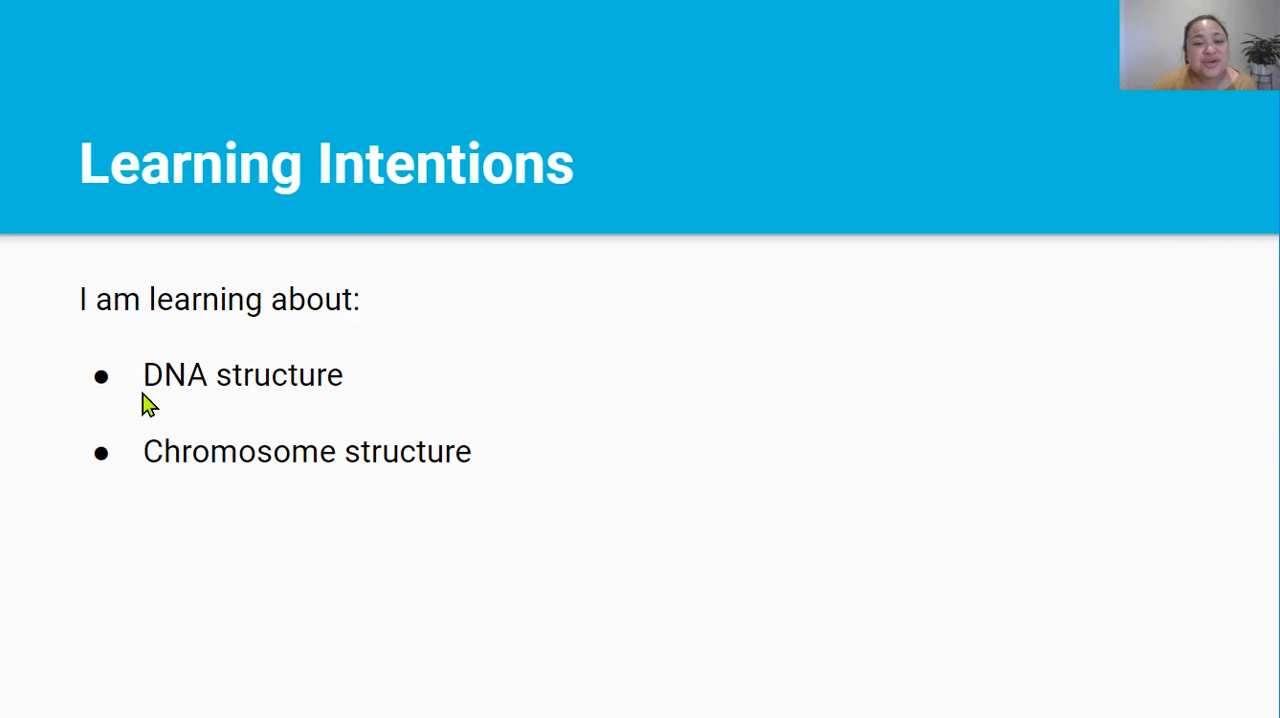 Learning Intentions
I am learning about:
● DNA structure
● Chromosome structure